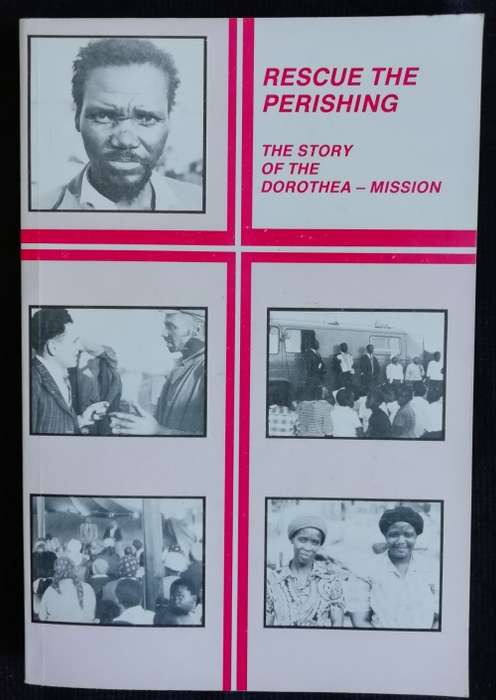 RESCUE THE
PERISHING
THE STORY
OF THE
DOROTHEA – MISSION